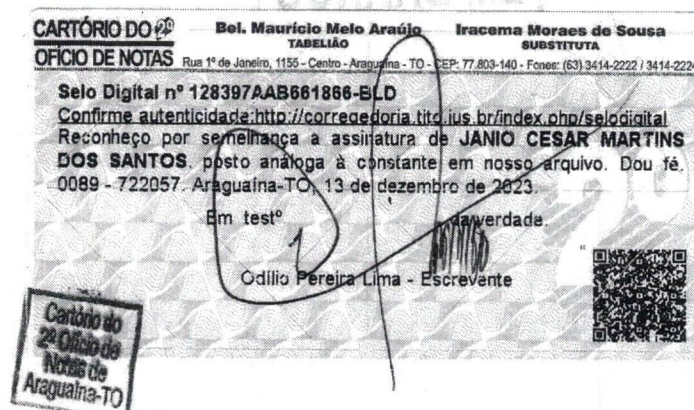 CARTÓRIO DO 2º
OFÍCIO DE NOTAS
Bel. Maurício Melo Araújo
TABELIÃO
Iracema Moraes de Sousa
SUBSTITUTA
Rua 1º de Janeiro, 1155 - Centro - Araguaína - TO - CEP: 77.803-140 - Fones: (63) 3414-2222 / 3414-2224
Selo Digital nº 128397AAB661866-BLD
Confirme autenticidade:http://corregedoria.tjto.jus.br/index.php/selodigital
Reconheço por semelhança a assinatura de JANIO CESAR MARTINS
DOS SANTOS, posto análoga à constante em nosso arquivo. Dou fé.
0089 - 722057. Araguaína-TO, 13 de dezembro de 2023.
Em testº da verdade.
Odílio Pereira Lima - Escrevente
2º
Cartório do
2º Ofício de
Notas de
Araguaína-TO